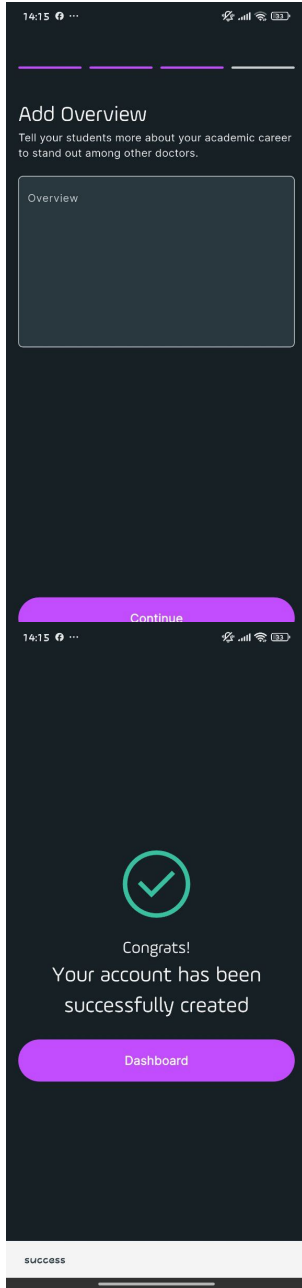 14:15
Add Overview
Tell your students more about your academic career
to stand out among other doctors.
Overview
Continue
14:15
33
Congrats!
Your account has been
successfully created
Dashboard
success